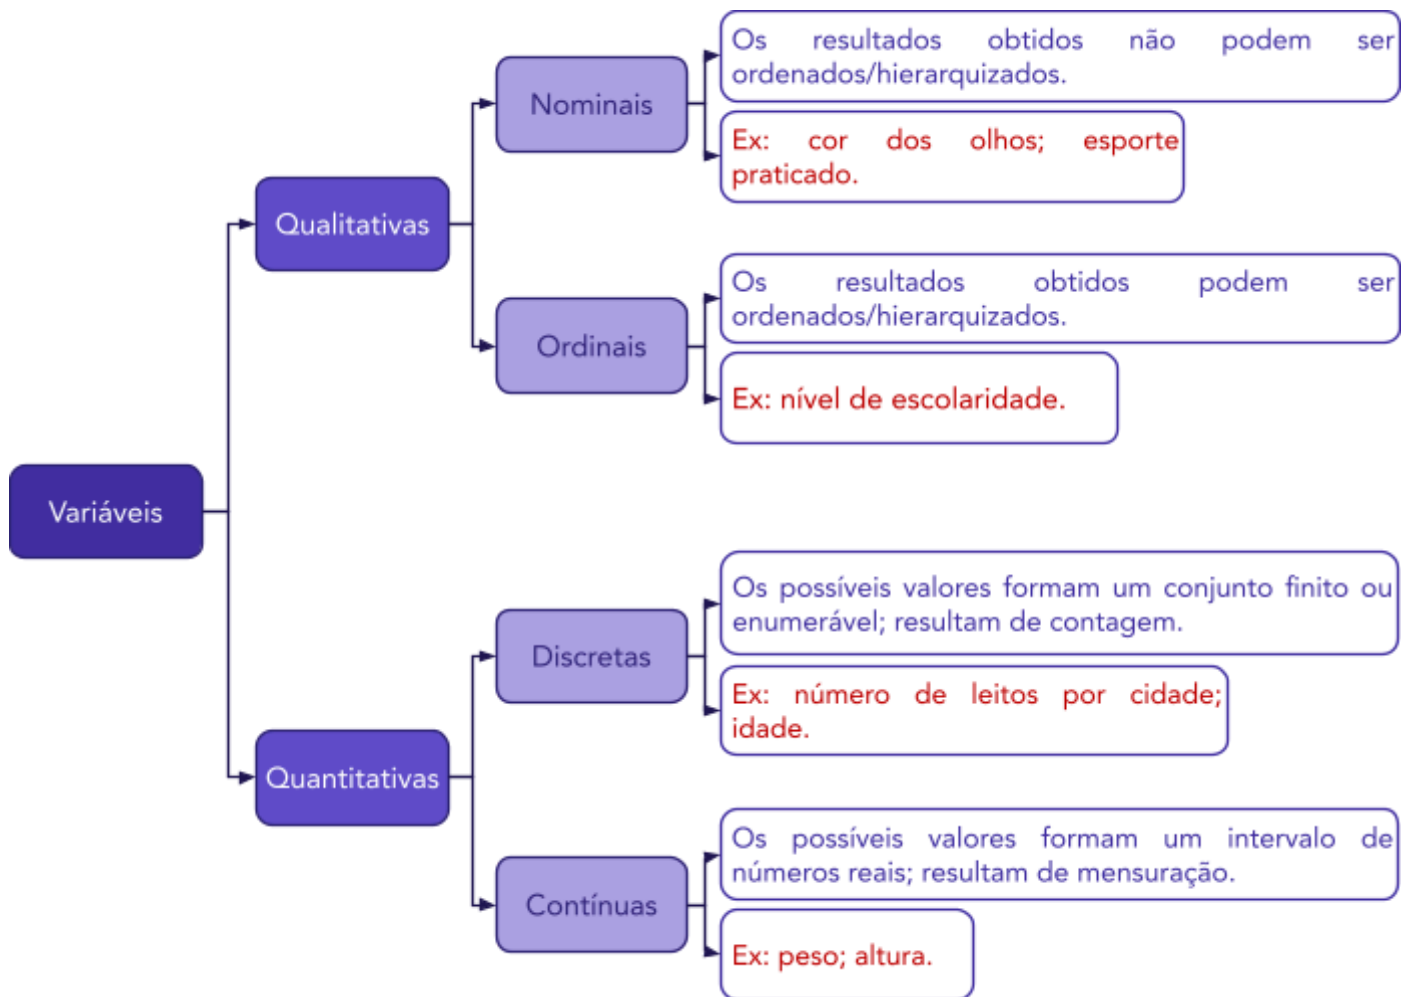 Variáveis
Qualitativas
Nominais
Os resultados obtidos não podem ser
ordenados/hierarquizados.
Ex: cor dos olhos; esporte
praticado.
Ordinais
Os resultados obtidos podem ser
ordenados/hierarquizados.
Ex: nível de escolaridade.
Quantitativas
Discretas
Os possíveis valores formam um conjunto finito ou
enumerável; resultam de contagem.
Ex: número de leitos por cidade;
idade.
Contínuas
Os possíveis valores formam um intervalo de
números reais; resultam de mensuração.
Ex: peso; altura.